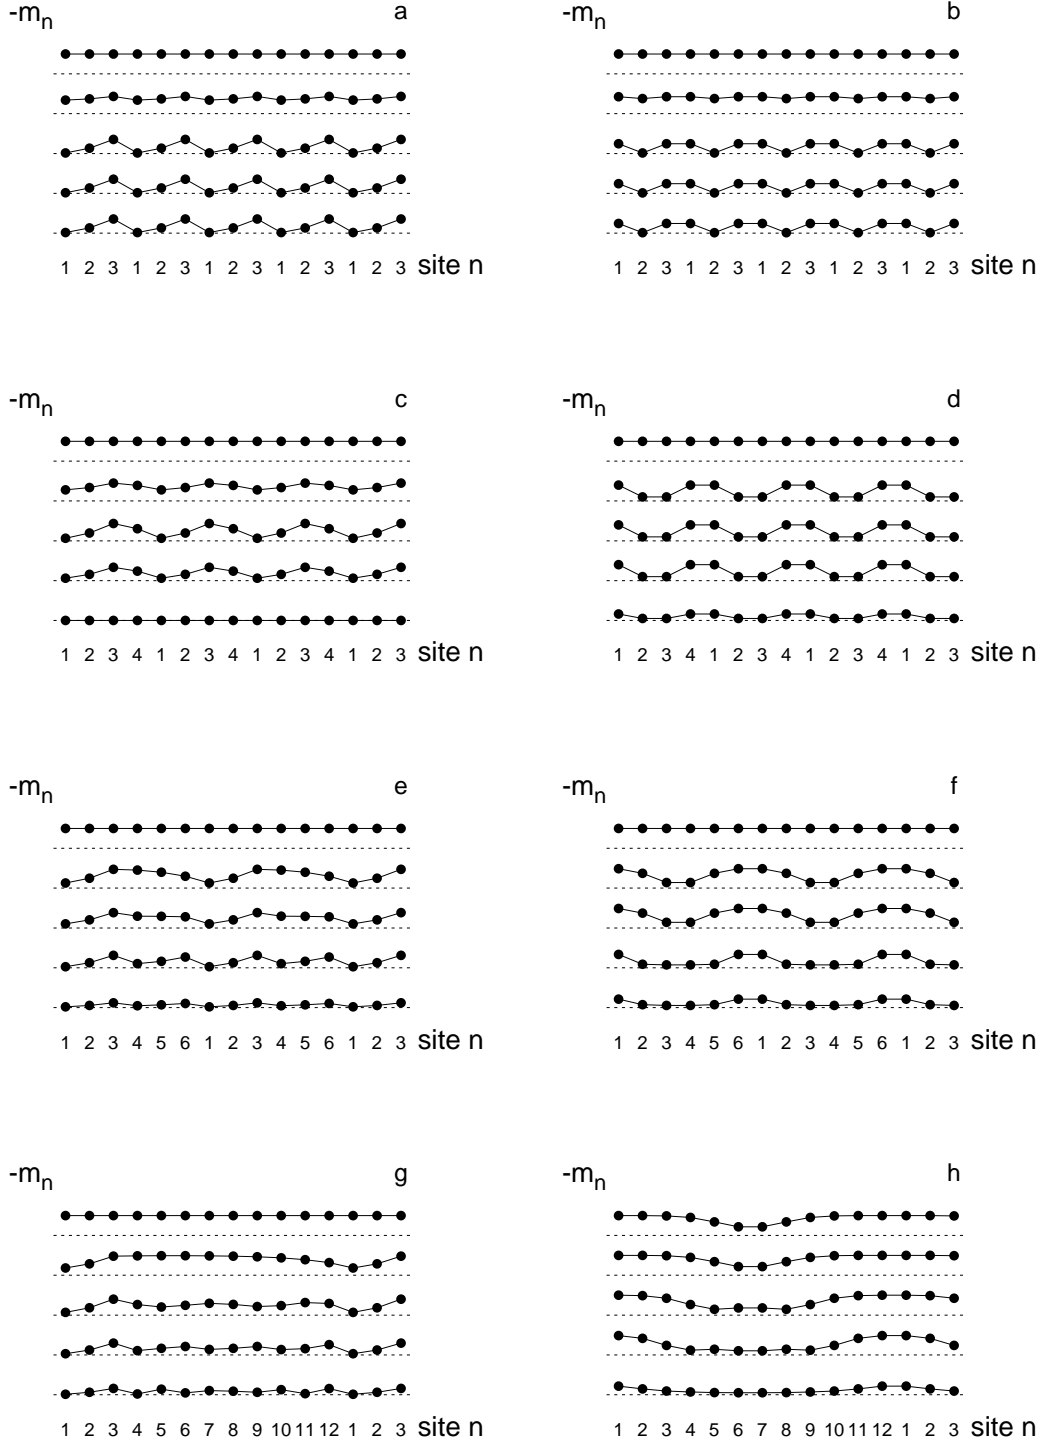 -mn a
1 2 3 1 2 3 1 2 3 1 2 3 1 2 3 site n
-mn b
1 2 3 1 2 3 1 2 3 1 2 3 1 2 3 site n
-mn c
1 2 3 4 1 2 3 4 1 2 3 4 1 2 3 site n
-mn d
1 2 3 4 1 2 3 4 1 2 3 4 1 2 3 site n
-mn e
1 2 3 4 5 6 1 2 3 4 5 6 1 2 3 site n
-mn f
1 2 3 4 5 6 1 2 3 4 5 6 1 2 3 site n
-mn g
1 2 3 4 5 6 7 8 9 10 11 12 1 2 3 site n
-mn h
1 2 3 4 5 6 7 8 9 10 11 12 1 2 3 site n